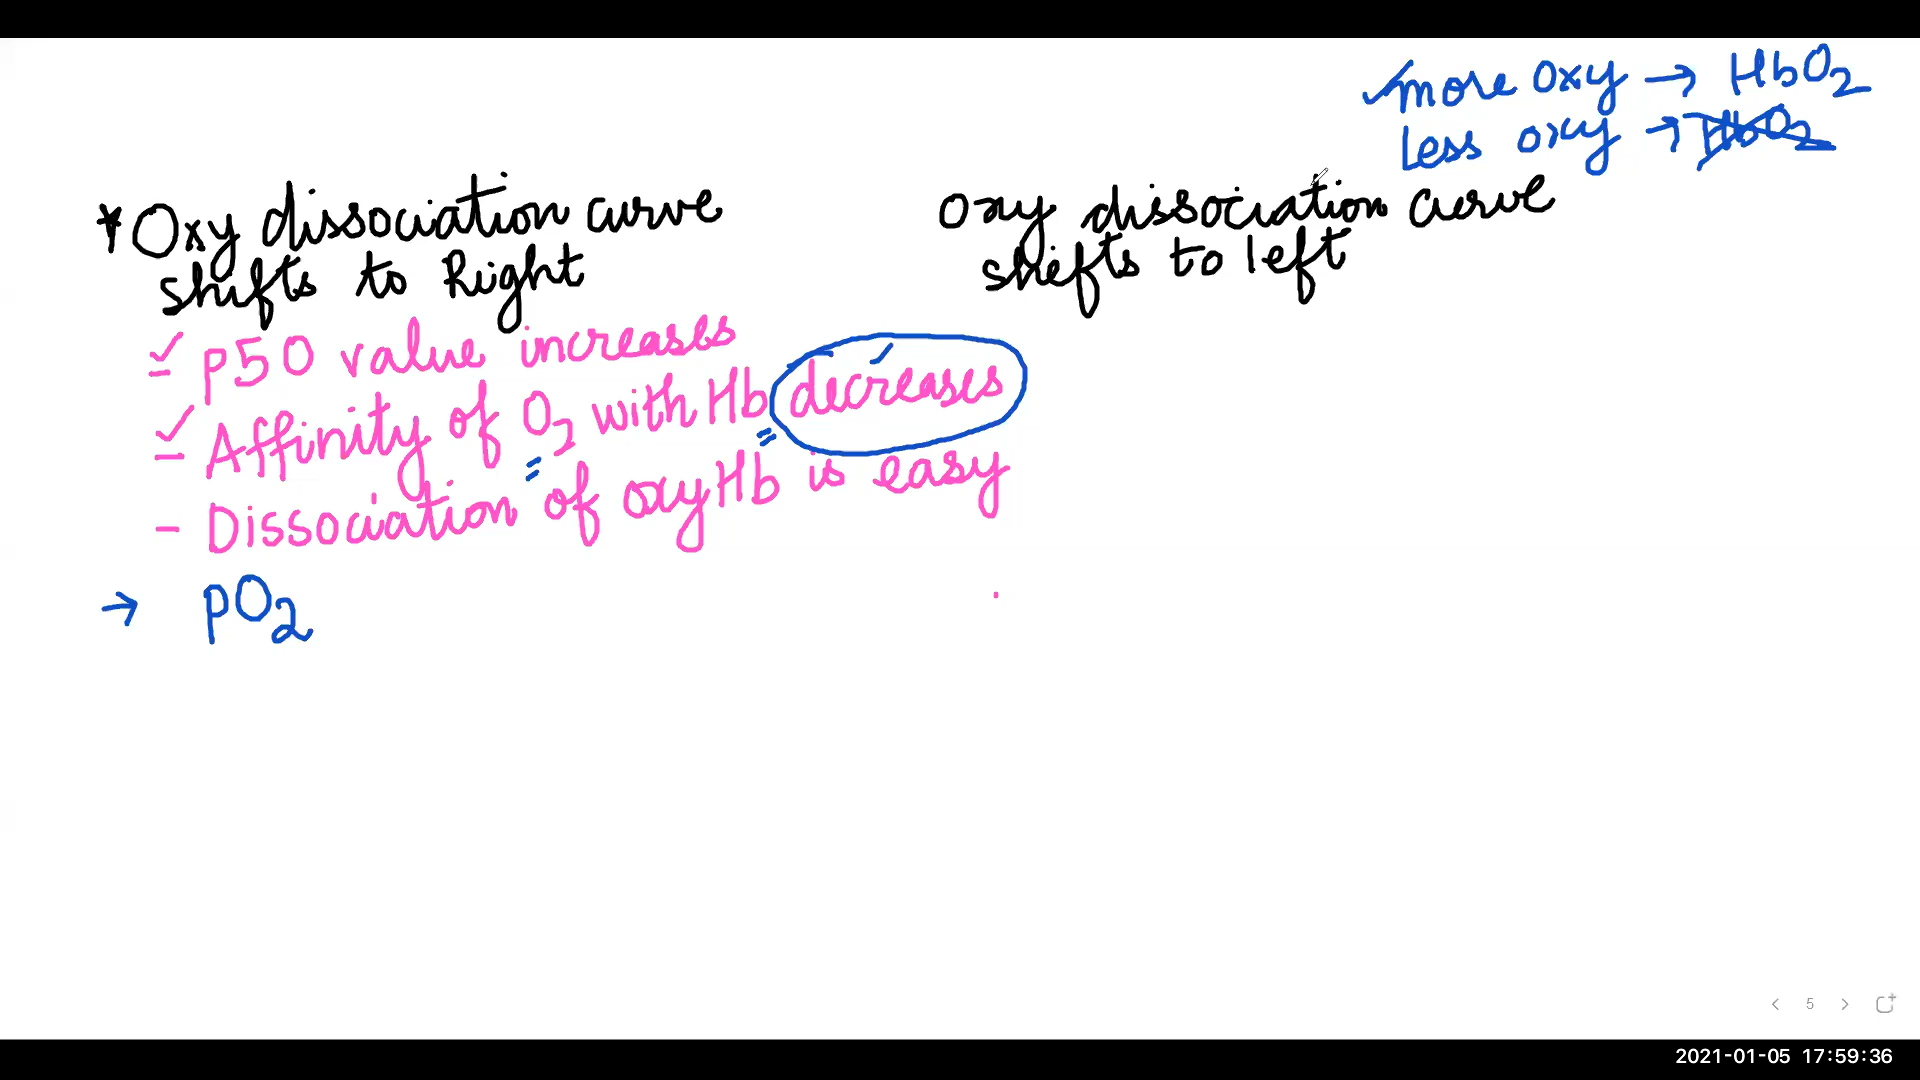 more oxy → HbO2
less oxy → HbO2
* Oxy dissociation curve
shifts to Right
oxy dissociation curve
shifts to left
- P50 value increases
- Affinity of O2 with Hb decreases
- Dissociation of oxyHb is easy
→ pO2
< 5 >
2021-01-05 17:59:36